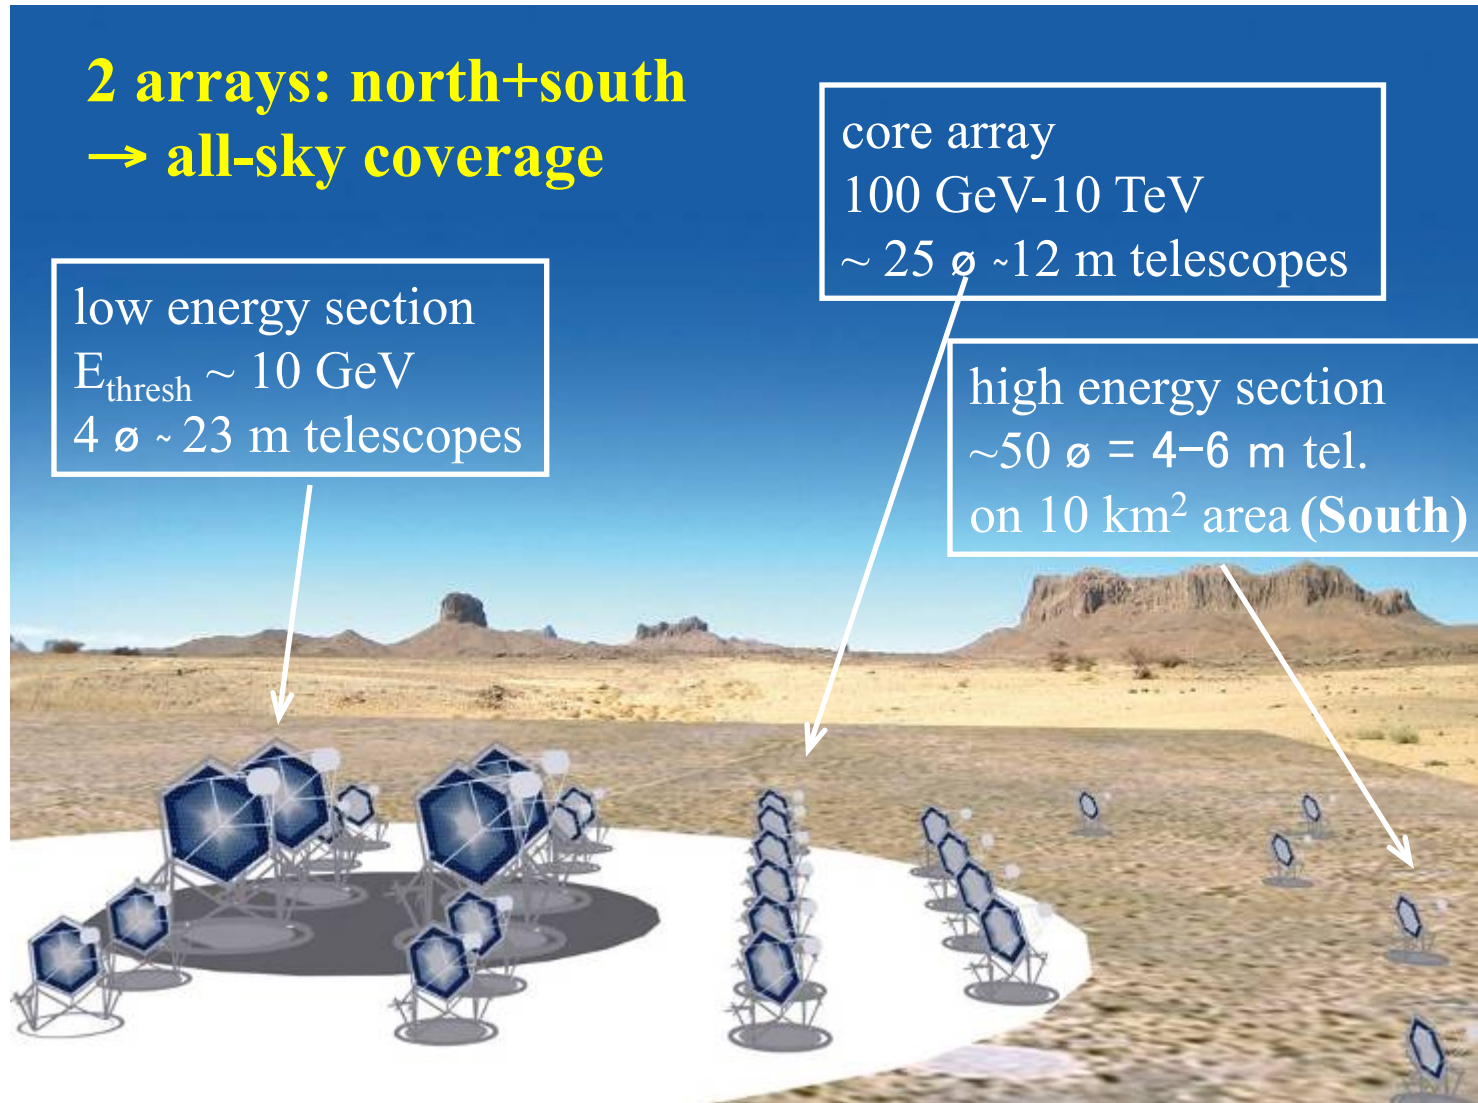 2 arrays: north+south
→ all-sky coverage
core array
100 GeV-10 TeV
~ 25 ø ~12 m telescopes
low energy section
E_thresh ~ 10 GeV
4 ø ~ 23 m telescopes
high energy section
~50 ø = 4−6 m tel.
on 10 km² area (South)